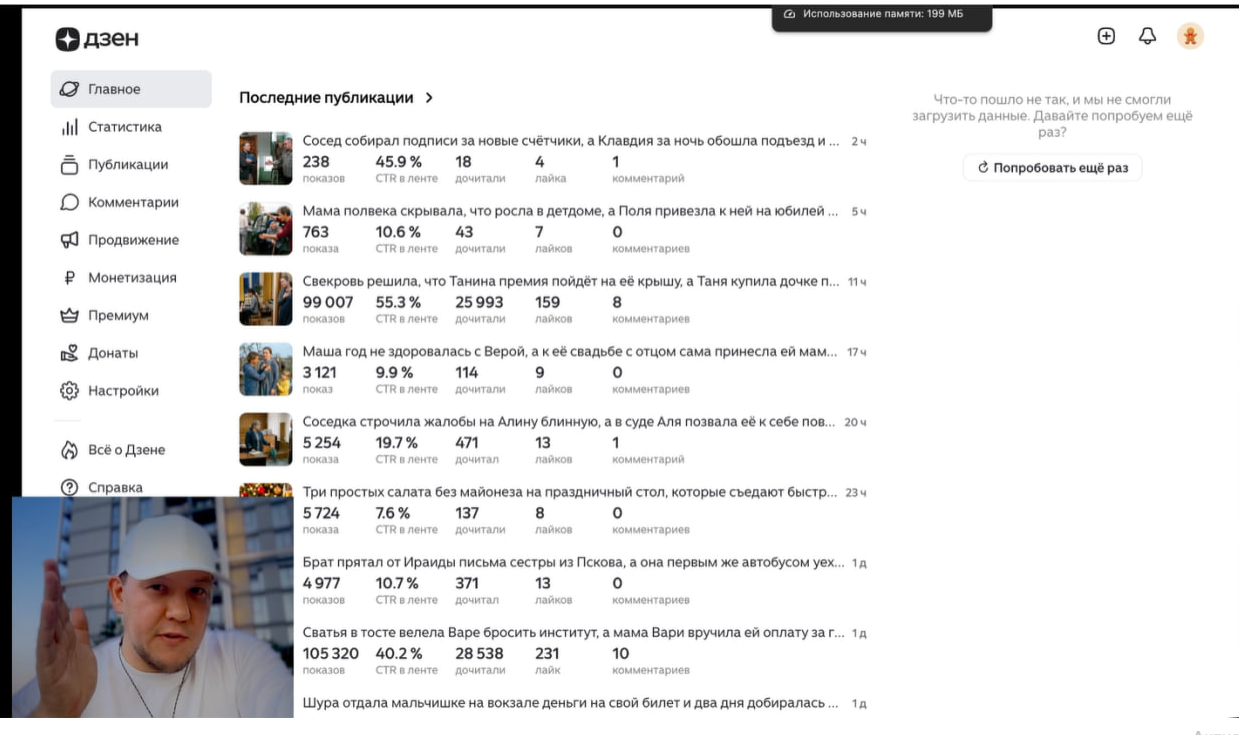 Использование памяти: 199 МБ
дзен
Главное
Статистика
Публикации
Комментарии
Продвижение
Монетизация
Премиум
Донаты
Настройки
Всё о Дзене
Справка
Последние публикации
Сосед собирал подписи за новые счётчики, а Клавдия за ночь обошла подъезд и ... 2 ч
238 45.9 % 18 4 1
показов CTR в ленте дочитали лайка комментарий
Мама полвека скрывала, что росла в детдоме, а Поля привезла к ней на юбилей ... 5 ч
763 10.6 % 43 7 0
показа CTR в ленте дочитали лайков комментариев
Свекровь решила, что Танина премия пойдёт на её крышу, а Таня купила дочке п... 11 ч
99 007 55.3 % 25 993 159 8
показов CTR в ленте дочитали лайков комментариев
Маша год не здоровалась с Верой, а к её свадьбе с отцом сама принесла ей мам... 17 ч
3 121 9.9 % 114 9 0
показ CTR в ленте дочитали лайков комментариев
Соседка строчила жалобы на Алину блинную, а в суде Аля позвала её к себе пов... 20 ч
5 254 19.7 % 471 13 1
показа CTR в ленте дочитал лайков комментарий
Три простых салата без майонеза на праздничный стол, которые съедают быстр... 23 ч
5 724 7.6 % 137 8 0
показа CTR в ленте дочитали лайков комментариев
Брат прятал от Ираиды письма сестры из Пскова, а она первым же автобусом уех... 1 д
4 977 10.7 % 371 13 0
показов CTR в ленте дочитал лайков комментариев
Сватья в тосте велела Варе бросить институт, а мама Вари вручила ей оплату за г... 1 д
105 320 40.2 % 28 538 231 10
показов CTR в ленте дочитали лайк комментариев
Шура отдала мальчишке на вокзале деньги на свой билет и два дня добиралась ... 1 д
Что-то пошло не так, и мы не смогли
загрузить данные. Давайте попробуем ещё
раз?
Попробовать ещё раз